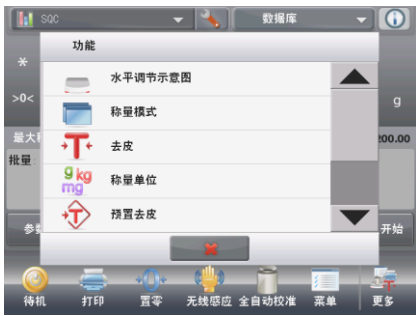 SQC 数据库
功能
水平调节示意图
>0<
g
称量模式
最大
200.00
T 去皮
批量:
g kg mg 称量单位
T 预置去皮
开始
待机 打印 置零 无线感应 全自动校准 菜单 更多